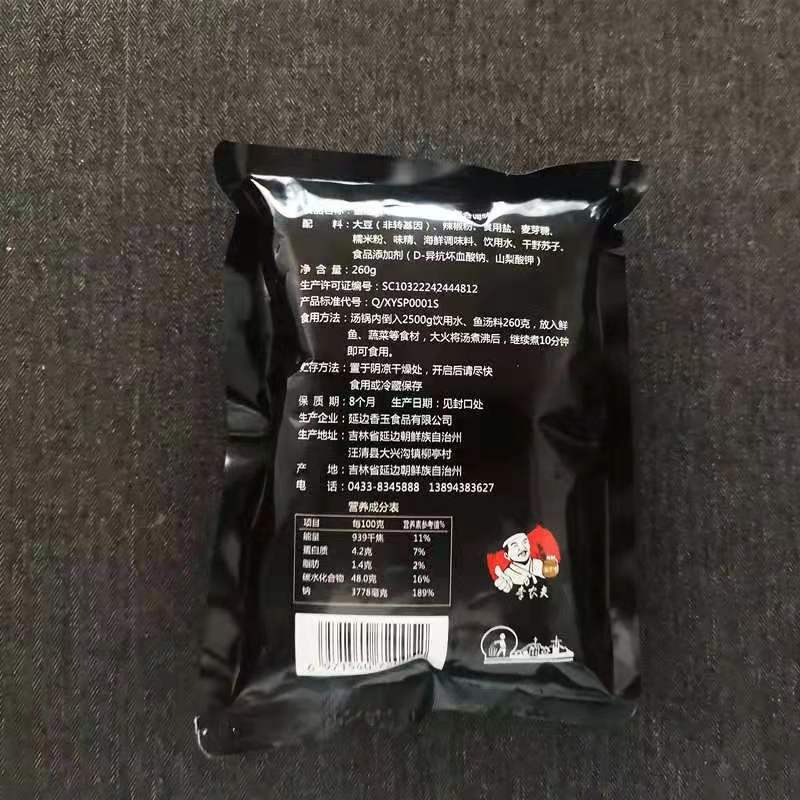 配 料：大豆（非转基因）、辣椒粉、食用盐、麦芽糖、
糯米粉、味精、海鲜调味料、饮用水、干野苏子、
食品添加剂（D-异抗坏血酸钠、山梨酸钾）
净 含 量：260g
生产许可证编号：SC10322242444812
产品标准代号：Q/XYSP0001S
食用方法：汤锅内倒入2500g饮用水、鱼汤料260克，放入鲜
鱼、蔬菜等食材，大火将汤煮沸后，继续煮10分钟
即可食用。
贮存方法：置于阴凉干燥处，开启后请尽快
食用或冷藏保存
保 质 期：8个月 生产日期：见封口处
生产企业：延边香玉食品有限公司
生产地址：吉林省延边朝鲜族自治州
汪清县大兴沟镇柳亭村
产 地：吉林省延边朝鲜族自治州
电 话：0433-8345888 13894383627
营养成分表
项目 每100克 营养素参考值%
能量 939千焦 11%
蛋白质 4.2克 7%
脂肪 1.4克 2%
碳水化合物 48.0克 16%
钠 3778毫克 189%
李农夫